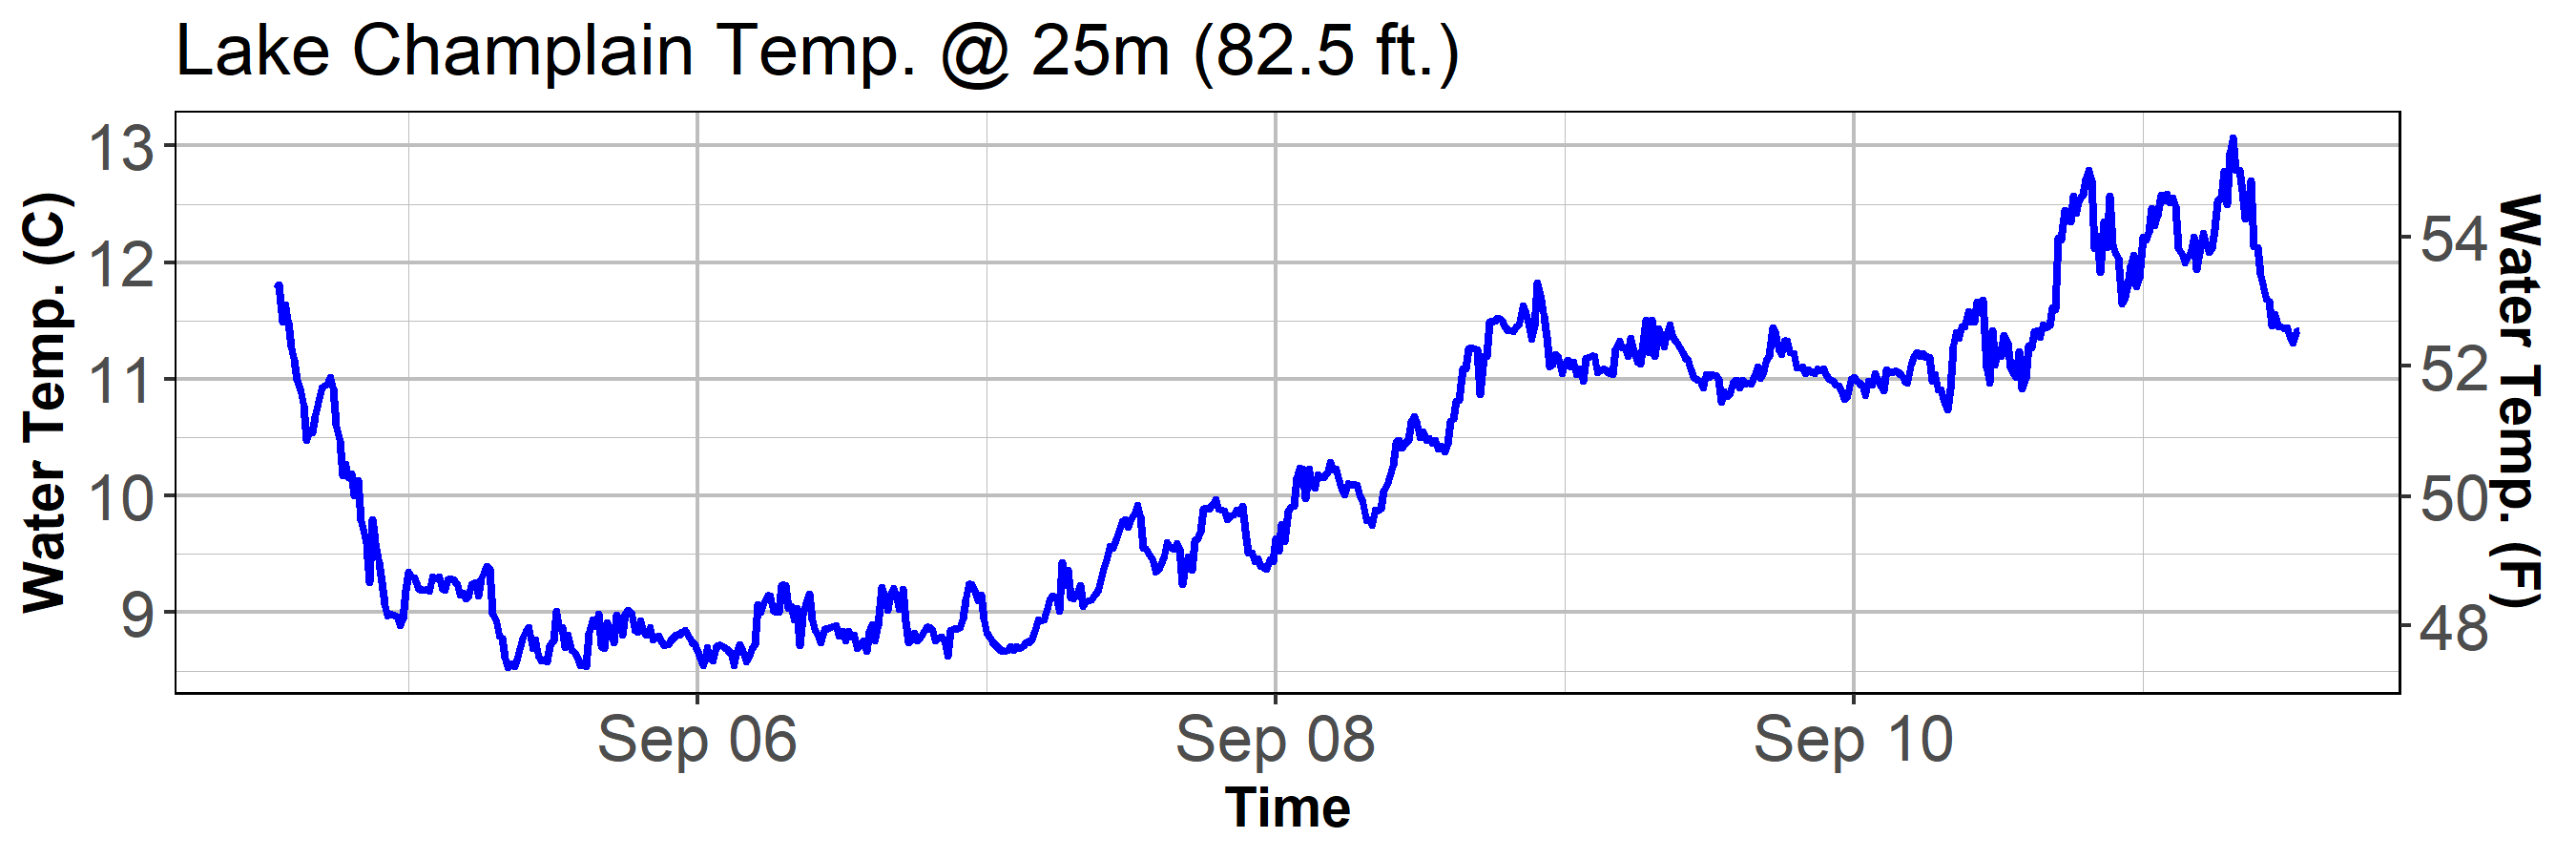 Lake Champlain Temp. @ 25m (82.5 ft.)
Water Temp. (C)
13
12
11
10
9
54
52
50
48
Water Temp. (F)
Sep 06
Sep 08
Sep 10
Time